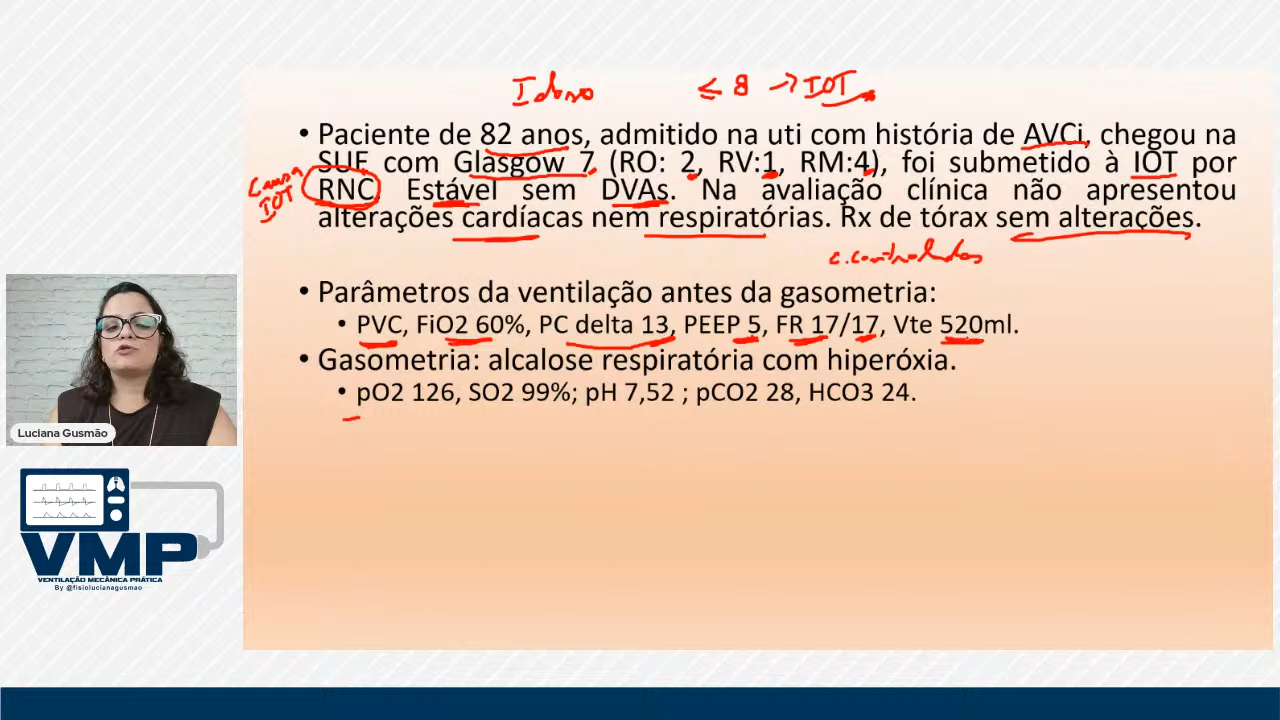 Idoso ≤ 8 → IOT
• Paciente de 82 anos, admitido na uti com história de AVCi, chegou na
SUE com Glasgow 7, (RO: 2, RV:1, RM:4), foi submetido à IOT por
Causa IOT
RNC. Estável sem DVAs. Na avaliação clínica não apresentou
alterações cardíacas nem respiratórias. Rx de tórax sem alterações.
c. controlados
• Parâmetros da ventilação antes da gasometria:
• PVC, FiO2 60%, PC delta 13, PEEP 5, FR 17/17, Vte 520ml.
• Gasometria: alcalose respiratória com hiperóxia.
• pO2 126, SO2 99%; pH 7,52 ; pCO2 28, HCO3 24.
Luciana Gusmão
VMP
VENTILAÇÃO MECÂNICA PRÁTICA
By @fisiolucianagusmao